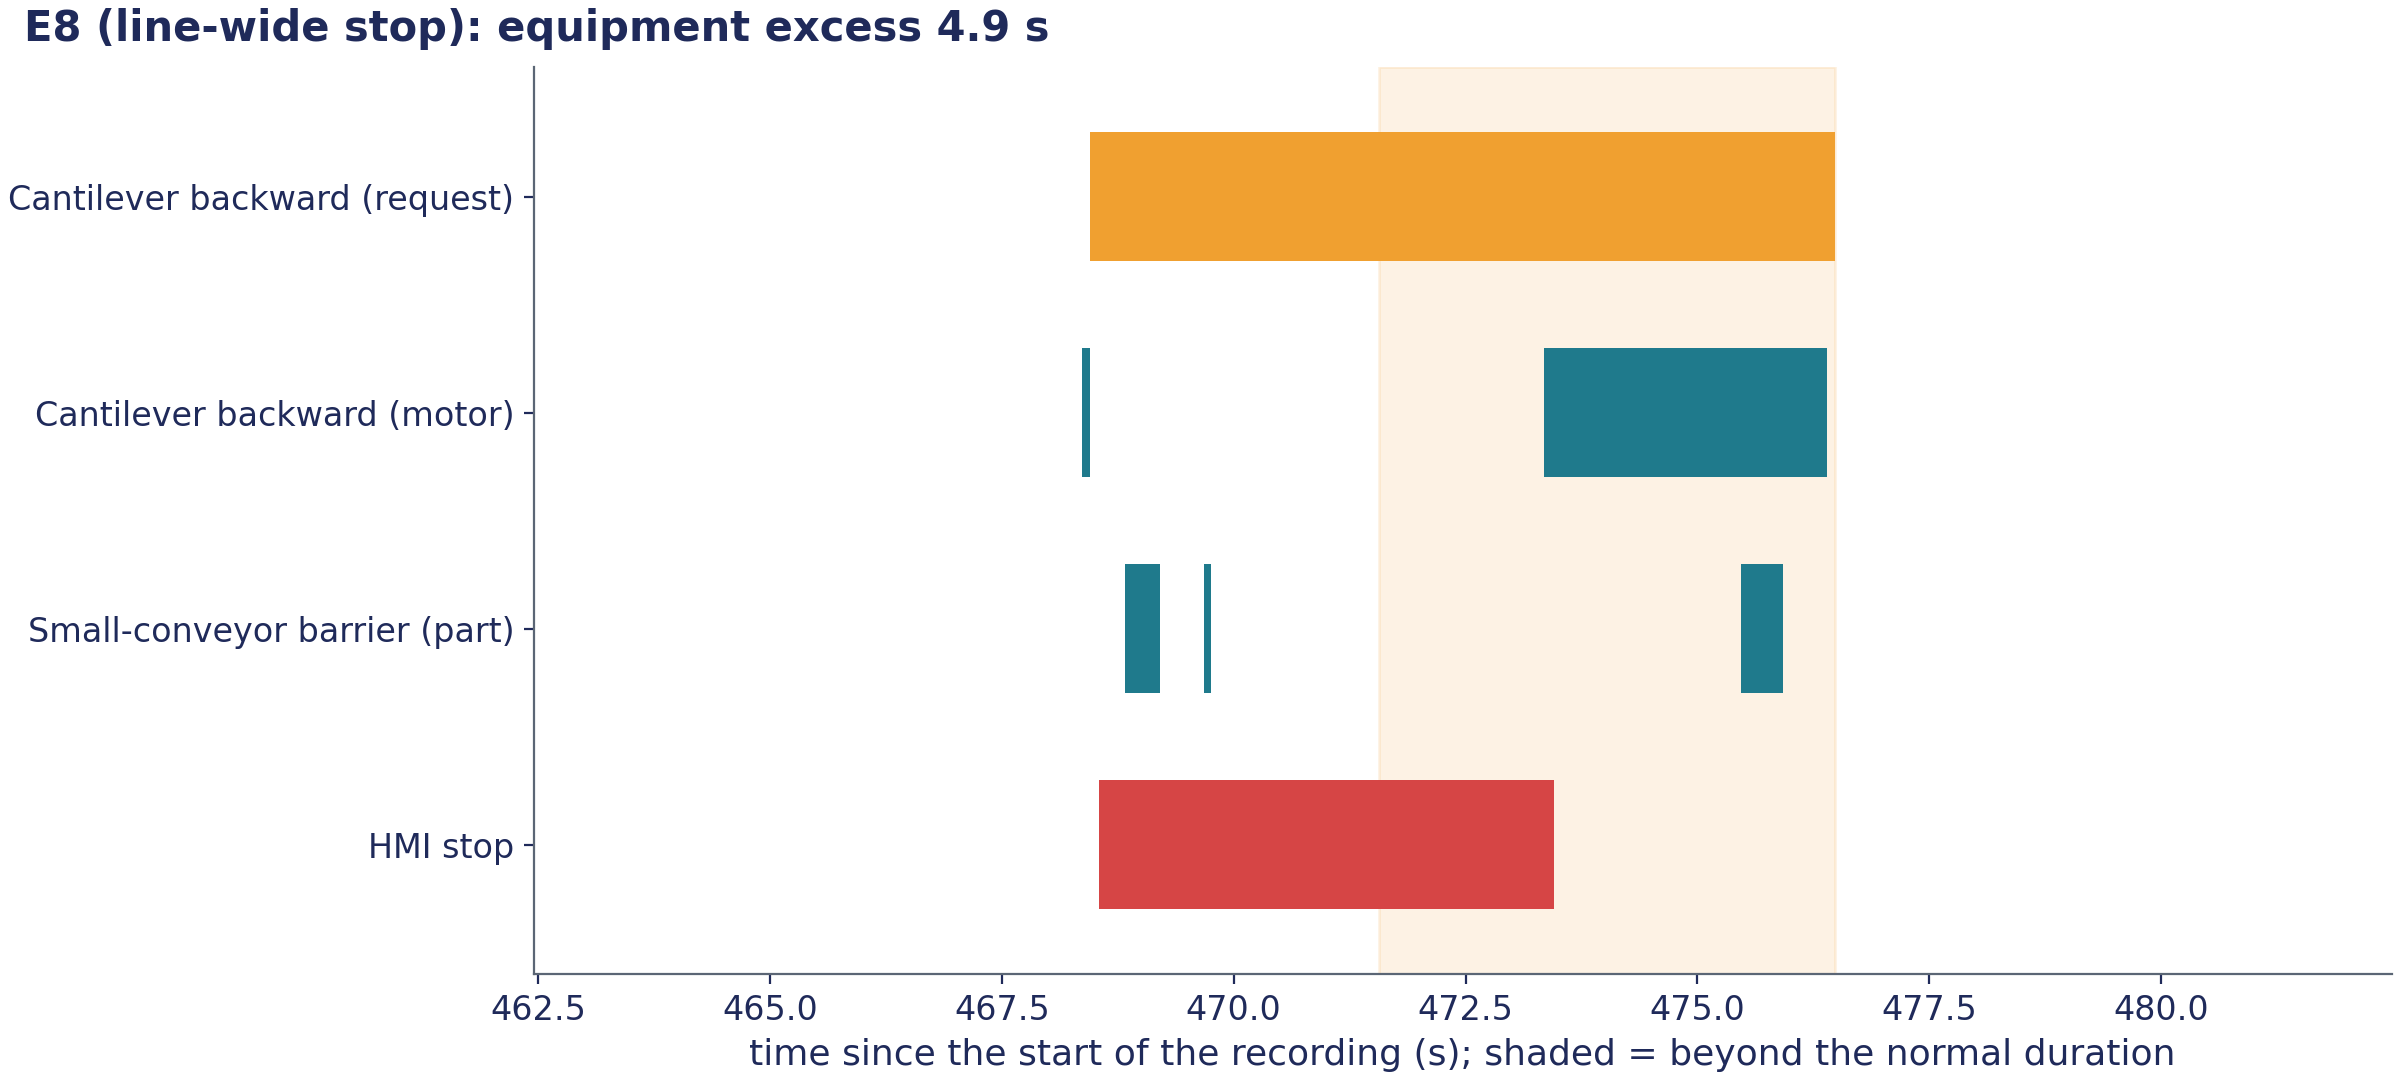 E8 (line-wide stop): equipment excess 4.9 s
Cantilever backward (request)
Cantilever backward (motor)
Small-conveyor barrier (part)
HMI stop
462.5 465.0 467.5 470.0 472.5 475.0 477.5 480.0
time since the start of the recording (s); shaded = beyond the normal duration